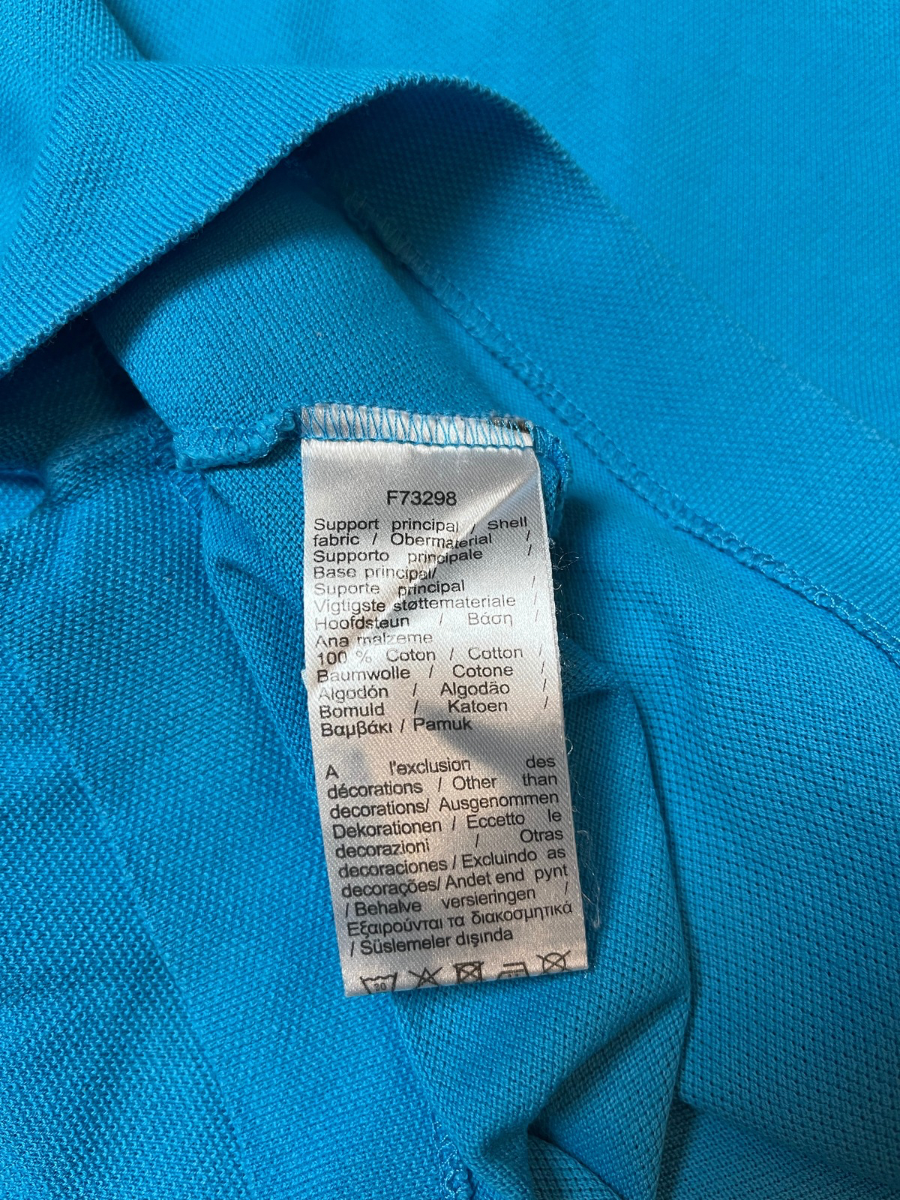 F73298
Support principal / Shell
fabric / Obermaterial /
Supporto principale /
Base principal/
Suporte principal /
Vigtigste støttemateriale /
Hoofdsteun / Βάση /
Ana malzeme
100 % Coton / Cotton /
Baumwolle / Cotone /
Algodón / Algodão /
Bomuld / Katoen /
Βαμβάκι / Pamuk
A l'exclusion des
décorations / Other than
decorations/ Ausgenommen
Dekorationen / Eccetto le
decorazioni / Otras
decoraciones / Excluindo as
decorações/ Andet end pynt
/ Behalve versieringen /
Εξαιρούνται τα διακοσμητικά
/ Süslemeler dışında
30